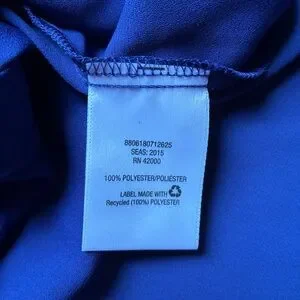 8806180712625
SEAS: 2015
RN 42000
100% POLYESTER/POLIÉSTER
LABEL MADE WITH
Recycled (100%) POLYESTER